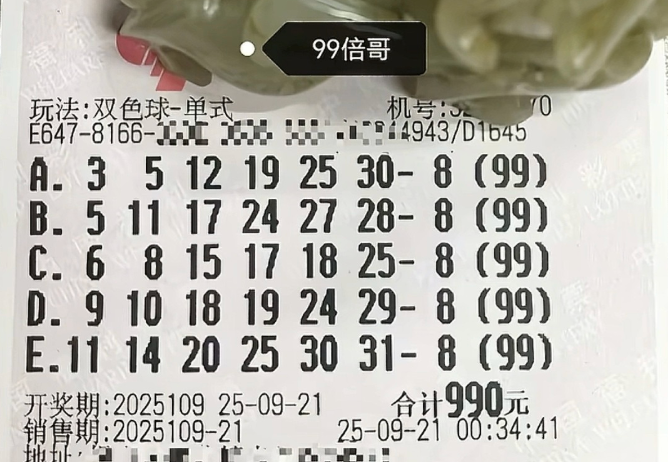 99倍哥
玩法:双色球-单式 机号:
E647-8166- 4943/D1645
A. 3 5 12 19 25 30- 8 (99)
B. 5 11 17 24 27 28- 8 (99)
C. 6 8 15 17 18 25- 8 (99)
D. 9 10 18 19 24 29- 8 (99)
E.11 14 20 25 30 31- 8 (99)
开奖期:2025109 25-09-21 合计990元
销售期:2025109-21 25-09-21 00:34:41
地址: